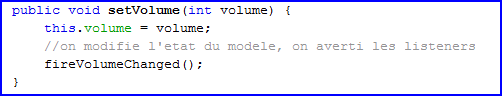 public void setVolume(int volume) {
this.volume = volume;
//on modifie l'etat du modele, on averti les listeners
fireVolumeChanged();
}